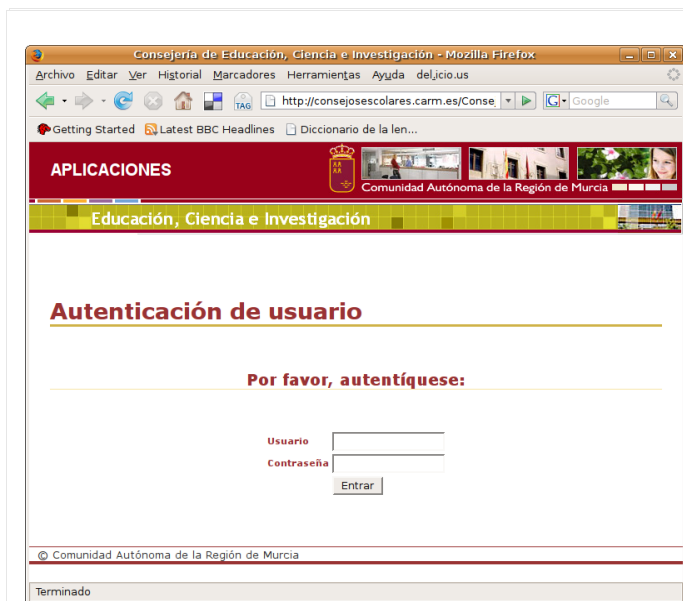 Consejería de Educación, Ciencia e Investigación - Mozilla Firefox
Archivo Editar Ver Historial Marcadores Herramientas Ayuda del.icio.us
TAG http://consejosescolares.carm.es/Conse G Google
Getting Started Latest BBC Headlines Diccionario de la len...
APLICACIONES
Comunidad Autónoma de la Región de Murcia
Educación, Ciencia e Investigación
Autenticación de usuario
Por favor, autentíquese:
Usuario
Contraseña
Entrar
© Comunidad Autónoma de la Región de Murcia
Terminado